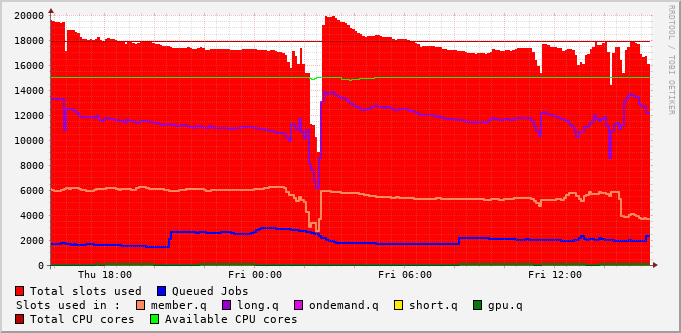 20000
18000
16000
14000
12000
10000
8000
6000
4000
2000
0
Thu 18:00 Fri 00:00 Fri 06:00 Fri 12:00
RRDTOOL / TOBI OETIKER
Total slots used Queued Jobs
Slots used in : member.q long.q ondemand.q short.q gpu.q
Total CPU cores Available CPU cores